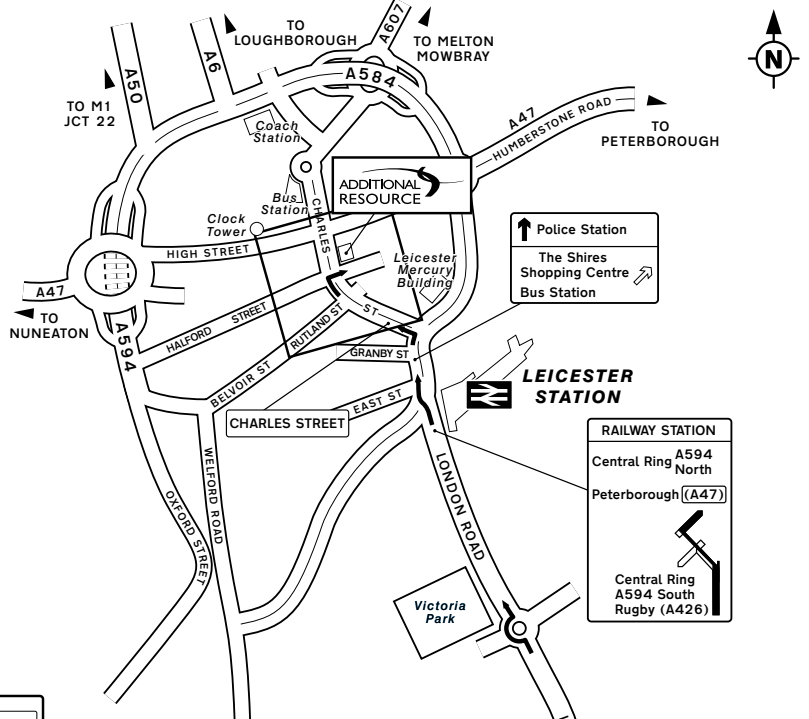 TO
LOUGHBOROUGH
A607
TO MELTON
MOWBRAY
A6
A50
TO M1
JCT 22
A584
N
A47
HUMBERSTONE ROAD
TO
PETERBOROUGH
Coach
Station
ADDITIONAL
RESOURCE
Bus
Station
CHARLES
Clock
Tower
HIGH STREET
Leicester
Mercury
Building
Police Station
The Shires
Shopping Centre
Bus Station
A47
TO
NUNEATON
A594
HALFORD STREET
RUTLAND ST
ST
GRANBY ST
BELVOIR ST
EAST ST
CHARLES STREET
LEICESTER
STATION
RAILWAY STATION
Central Ring A594
North
Peterborough (A47)
Central Ring
A594 South
Rugby (A426)
WELFORD ROAD
OXFORD STREET
LONDON ROAD
Victoria
Park